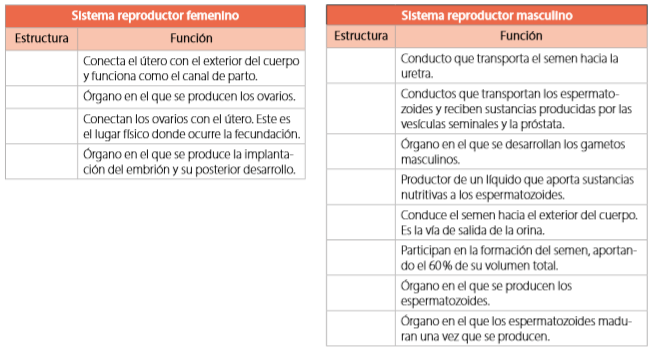 Sistema reproductor femenino
Estructura Función
Conecta el útero con el exterior del cuerpo
y funciona como el canal de parto.
Órgano en el que se producen los ovarios.
Conectan los ovarios con el útero. Este es
el lugar físico donde ocurre la fecundación.
Órgano en el que se produce la implanta-
ción del embrión y su posterior desarrollo.
Sistema reproductor masculino
Estructura Función
Conducto que transporta el semen hacia la
uretra.
Conductos que transportan los espermato-
zoides y reciben sustancias producidas por las
vesículas seminales y la próstata.
Órgano en el que se desarrollan los gametos
masculinos.
Productor de un líquido que aporta sustancias
nutritivas a los espermatozoides.
Conduce el semen hacia el exterior del cuerpo.
Es la vía de salida de la orina.
Participan en la formación del semen, aportan-
do el 60% de su volumen total.
Órgano en el que se producen los
espermatozoides.
Órgano en el que los espermatozoides madu-
ran una vez que se producen.